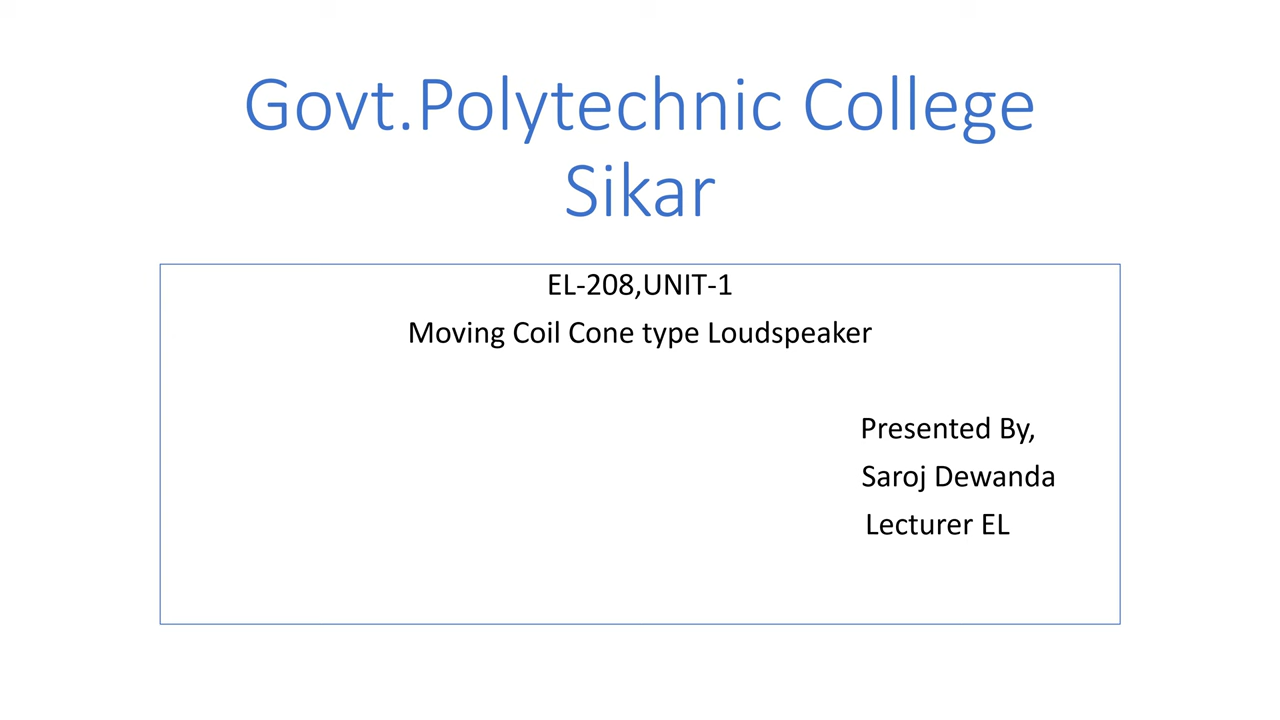 Govt.Polytechnic College
Sikar
EL-208,UNIT-1
Moving Coil Cone type Loudspeaker
Presented By,
Saroj Dewanda
Lecturer EL